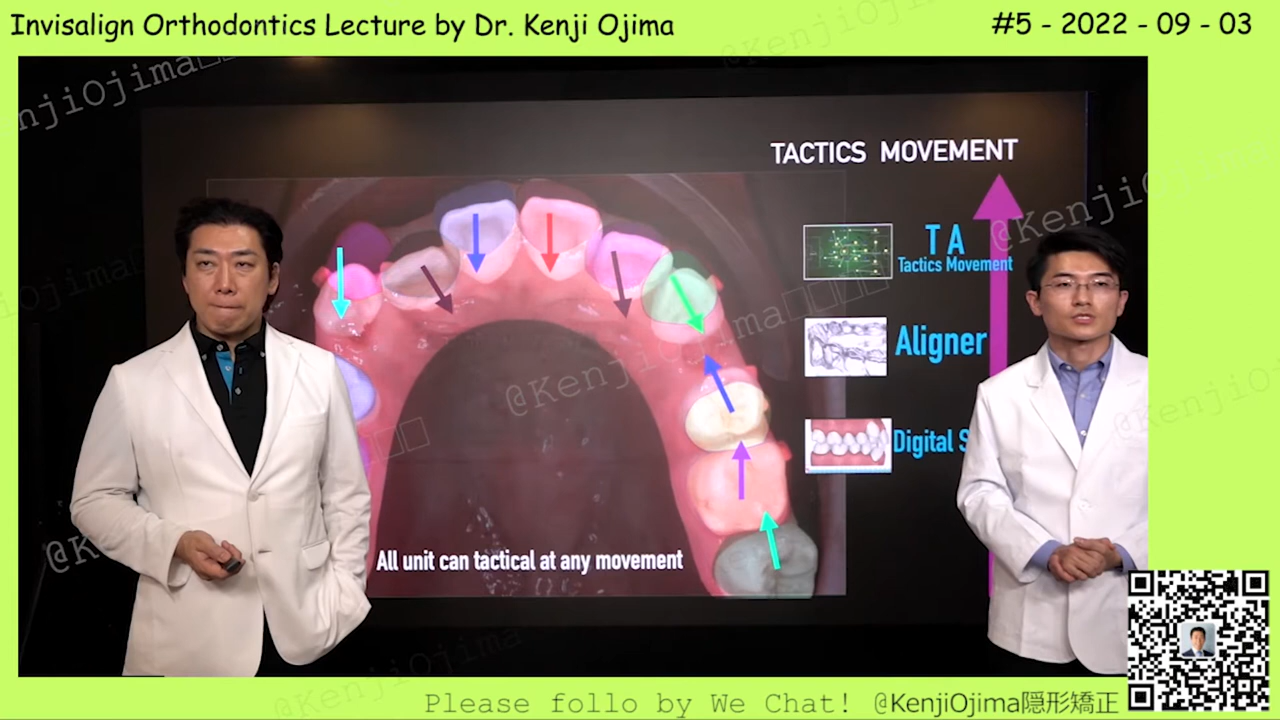 Invisalign Orthodontics Lecture by Dr. Kenji Ojima
#5 - 2022 - 09 - 03
TACTICS MOVEMENT
T A
Tactics Movement
Aligner
Digital S
All unit can tactical at any movement
Please follo by We Chat! @KenjiOjima隠形矯正
@KenjiOjima